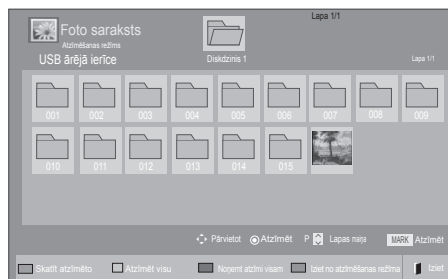 Lapa 1/1
Foto saraksts
Atzīmēšanas režīms
USB ārējā ierīce
Diskdzinis 1
Lapa 1/1
001 002 003 004 005 006 007 008 009
010 011 012 013 014 015
Pārvietot Atzīmēt P Lapas maiņa MARK Atzīmēt
Skatīt atzīmēto Atzīmēt visu Noņemt atzīmi visam Iziet no atzīmēšanas režīma Iziet